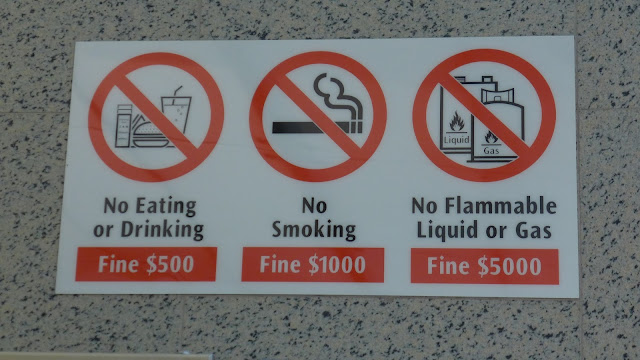 Liquid
Gas
No Eating
or Drinking
Fine $500
No
Smoking
Fine $1000
No Flammable
Liquid or Gas
Fine $5000